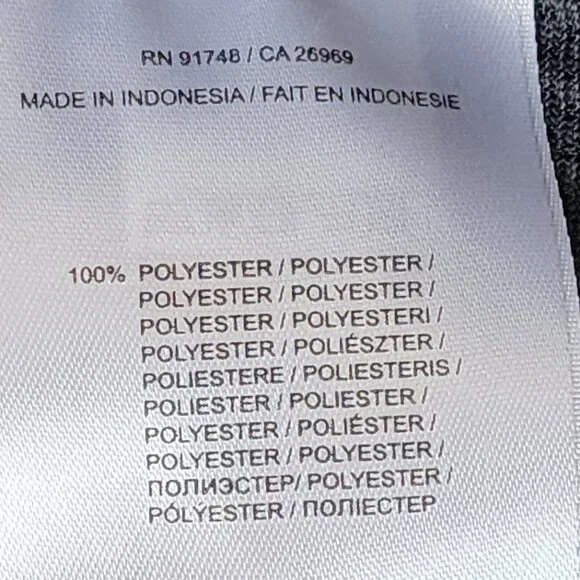 RN 91748 / CA 26969
MADE IN INDONESIA / FAIT EN INDONESIE
100% POLYESTER / POLYESTER /
POLYESTER / POLYESTER /
POLYESTER / POLYESTERI /
POLYESTER / POLIÉSZTER /
POLIESTERE / POLIESTERIS /
POLIESTER / POLIESTER /
POLYESTER / POLIÉSTER /
POLYESTER / POLYESTER /
ПОЛИЭСТЕР/ POLYESTER /
PÓLÝESTER / ПОЛІЕСТЕР